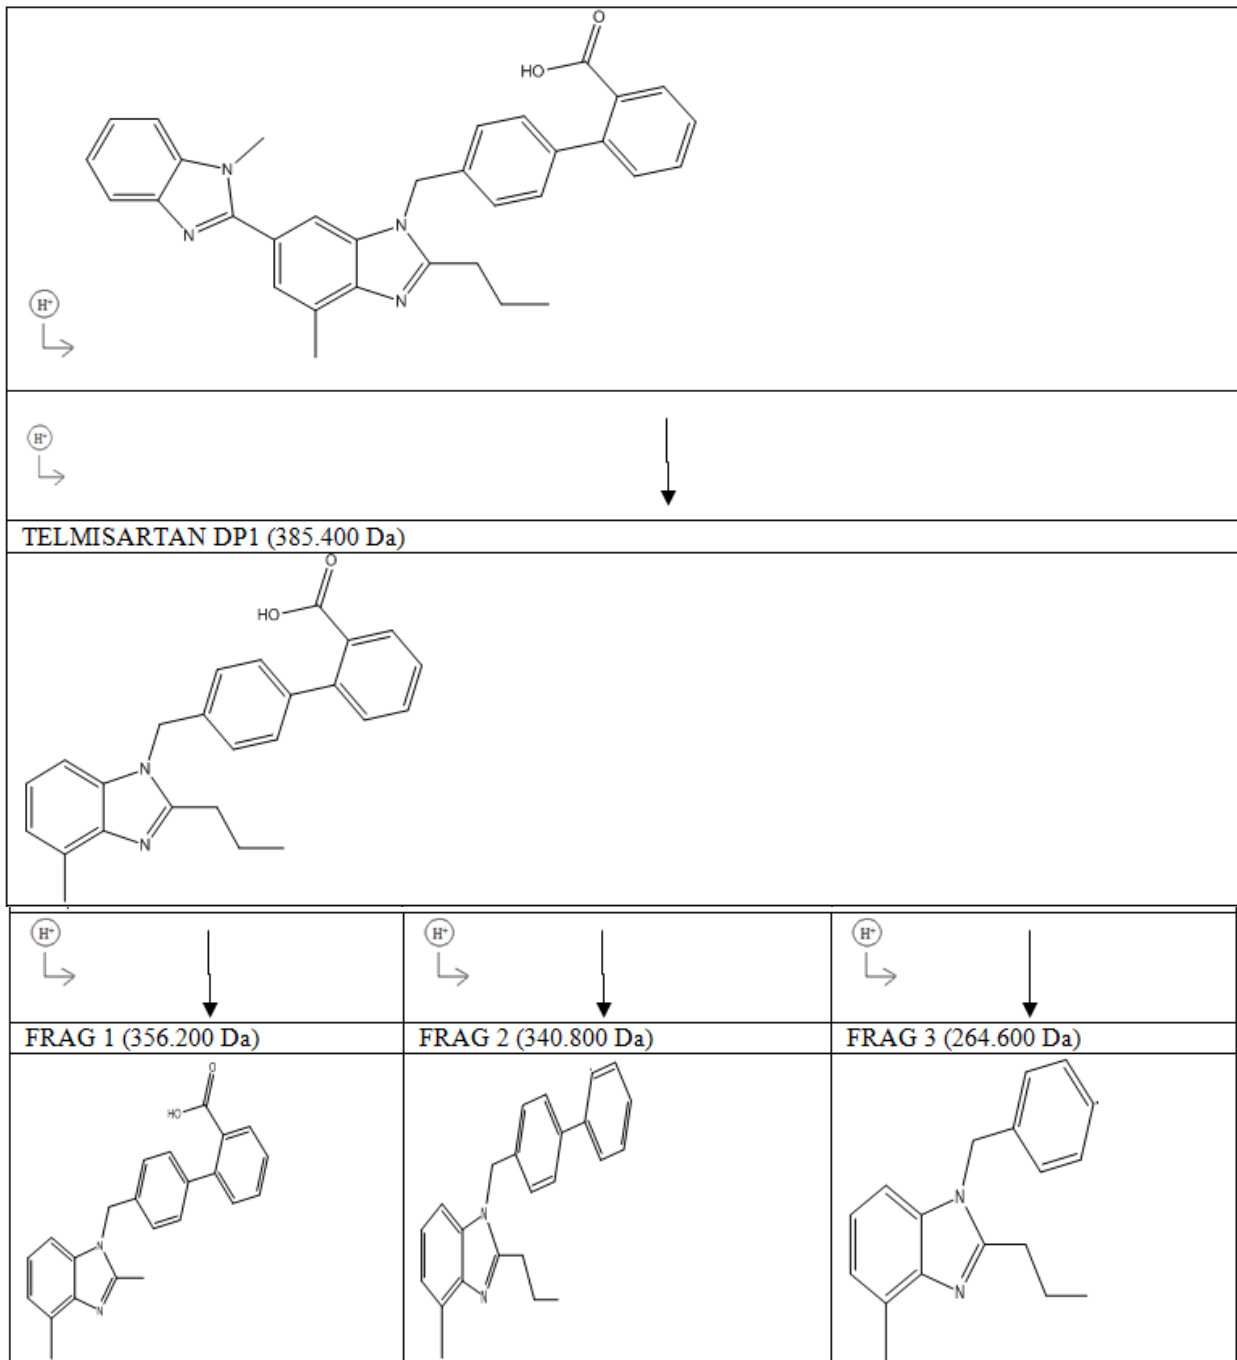 O
HO
N
N
N
N
H⁺
H⁺
TELMISARTAN DP1 (385.400 Da)
O
HO
N
N
H⁺
H⁺
H⁺
FRAG 1 (356.200 Da)
FRAG 2 (340.800 Da)
FRAG 3 (264.600 Da)
O
HO
N
N
N
N
N
N